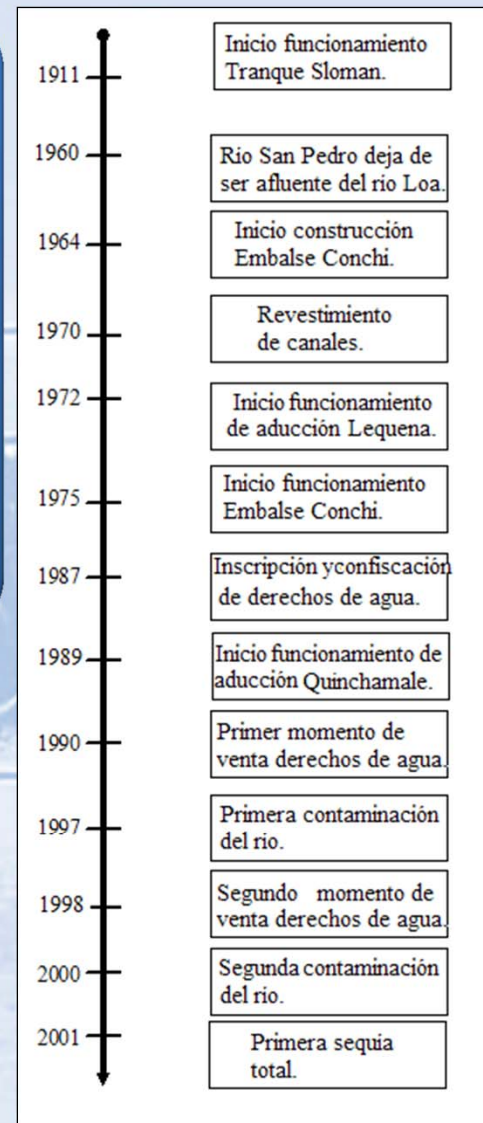 1911
Inicio funcionamiento
Tranque Sloman.
1960
Río San Pedro deja de
ser afluente del río Loa.
1964
Inicio construcción
Embalse Conchi.
1970
Revestimiento
de canales.
1972
Inicio funcionamiento
de aducción Lequena.
1975
Inicio funcionamiento
Embalse Conchi.
1987
Inscripción yconfiscación
de derechos de agua.
1989
Inicio funcionamiento de
aducción Quinchamale.
1990
Primer momento de
venta derechos de agua.
1997
Primera contaminación
del río.
1998
Segundo momento de
venta derechos de agua.
2000
Segunda contaminación
del río.
2001
Primera sequía
total.